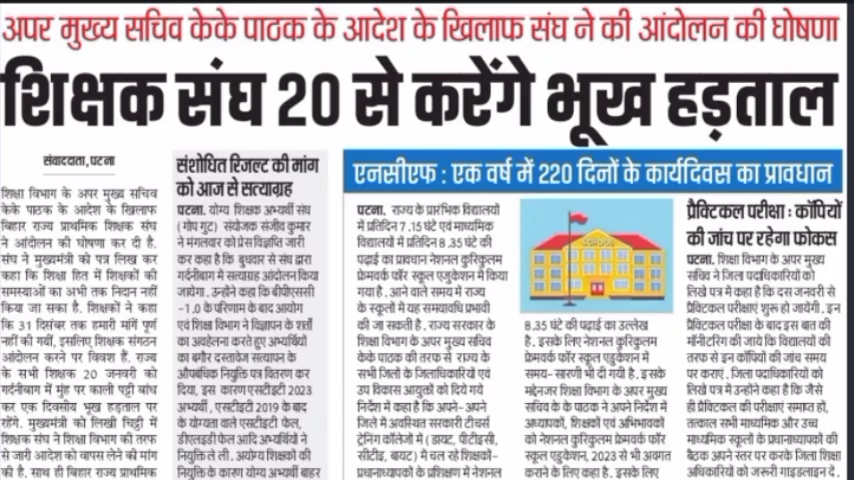 अपर मुख्य सचिव केके पाठक के आदेश के खिलाफ संघ ने की आंदोलन की घोषणा
शिक्षक संघ 20 से करेंगे भूख हड़ताल
संवाददाता, पटना
शिक्षा विभाग के अपर मुख्य सचिव
केके पाठक के आदेश के खिलाफ
बिहार राज्य प्राथमिक शिक्षक संघ
ने आंदोलन की घोषणा कर दी है.
संघ ने मुख्यमंत्री को पत्र लिख कर
कहा कि शिक्षा हित में शिक्षकों की
समस्याओं का अभी तक निदान नहीं
किया जा सका है. शिक्षकों ने कहा
कि 31 दिसंबर तक हमारी मांगें पूर्ण
नहीं की गयीं, इसलिए शिक्षक संगठन
आंदोलन करने पर विवश हैं. राज्य
के सभी शिक्षक 20 जनवरी को
गर्दनीबाग में मुंह पर काली पट्टी बांध
कर एक दिवसीय भूख हड़ताल पर
रहेंगे. मुख्यमंत्री को लिखी चिट्ठी में
शिक्षक संघ ने शिक्षा विभाग की तरफ
से जारी आदेश को वापस लेने की मांग
की है. साथ ही बिहार राज्य प्राथमिक
संशोधित रिजल्ट की मांग
को आज से सत्याग्रह
पटना. योग्य शिक्षक अभ्यर्थी संघ
(गोप गुट) संयोजक संजीव कुमार
ने मंगलवार को प्रेस विज्ञप्ति जारी
कर कहा है कि बुधवार से संघ द्वारा
गर्दनीबाग में सत्याग्रह आंदोलन किया
जायेगा. उन्होंने कहा कि बीपीएससी
-1.0 के परिणाम के बाद आयोग
एवं शिक्षा विभाग ने विज्ञापन के शर्तों
का अवहेलना करते हुए अभ्यर्थियों
का बगैर दस्तावेज सत्यापन के
औपबंधिक नियुक्ति पत्र वितरण कर
दिया, इस कारण एसटीइटी 2023
अभ्यर्थी, एसटीइटी 2019 के बाद
के योग्यता वाले एसटीइटी फेल,
डीएलइडी फेल आदि अभ्यर्थियों ने
नियुक्ति ले ली. अयोग्य शिक्षकों की
नियुक्ति के कारण योग्य अभ्यर्थी बाहर
एनसीएफ : एक वर्ष में 220 दिनों के कार्यदिवस का प्रावधान
पटना. राज्य के प्रारंभिक विद्यालयों
में प्रतिदिन 7.15 घंटे एवं माध्यमिक
विद्यालयों में प्रतिदिन 8.35 घंटे की
पढ़ाई का प्रावधान नेशनल कुरिकुलम
फ्रेमवर्क फॉर स्कूल एजुकेशन में किया
गया है. आने वाले समय में राज्य
के स्कूलों में यह समयावधि प्रभावी
की जा सकती है. राज्य सरकार के
शिक्षा विभाग के अपर मुख्य सचिव
केके पाठक की तरफ से राज्य के
सभी जिलों के जिलाधिकारियों एवं
उप विकास आयुक्तों को दिये गये
निर्देश में कहा है कि अपने-अपने
जिले में अवस्थित सरकारी टीचर्स
ट्रेनिंग कॉलेजों में (डायट, पीटीइसी,
सीटीइ, बायट) में चल रहे शिक्षकों-
प्रधानाध्यापकों के प्रशिक्षण में नेशनल
SCHOOL
8.35 घंटे की पढ़ाई का उल्लेख
है. इसके लिए नेशनल कुरिकुलम
फ्रेमवर्क फॉर स्कूल एडुकेशन में
समय- सारणी भी दी गयी है. इसके
मद्देनजर शिक्षा विभाग के अपर मुख्य
सचिव के के पाठक ने अपने निर्देश में
अध्यापकों, शिक्षकों एवं अभिभावकों
को नेशनल कुरिकुलम फ्रेमवर्क फॉर
स्कूल एडुकेशन, 2023 से भी अवगत
कराने के लिए कहा है. इसके लिए
प्रैक्टिकल परीक्षा : कॉपियों
की जांच पर रहेगा फोकस
पटना. शिक्षा विभाग के अपर मुख्य
सचिव ने जिला पदाधिकारियों को
लिखे पत्र में कहा है कि दस जनवरी से
प्रैक्टिकल परीक्षाएं शुरू हो जायेंगी. इन
प्रैक्टिकल परीक्षा के बाद इस बात की
मॉनीटरिंग की जाये कि विद्यालयों की
तरफ से इन कॉपियों की जांच समय
पर कराएं. जिला पदाधिकारियों को
लिखे पत्र में उन्होंने कहा है कि जैसे
ही प्रैक्टिकल की परीक्षाएं समाप्त हो,
तत्काल सभी माध्यमिक और उच्च
माध्यमिक स्कूलों के प्रधानाध्यापकों की
बैठक अपने स्तर पर करके जिला शिक्षा
अधिकारियों को जरूरी गाइडलाइन दें.